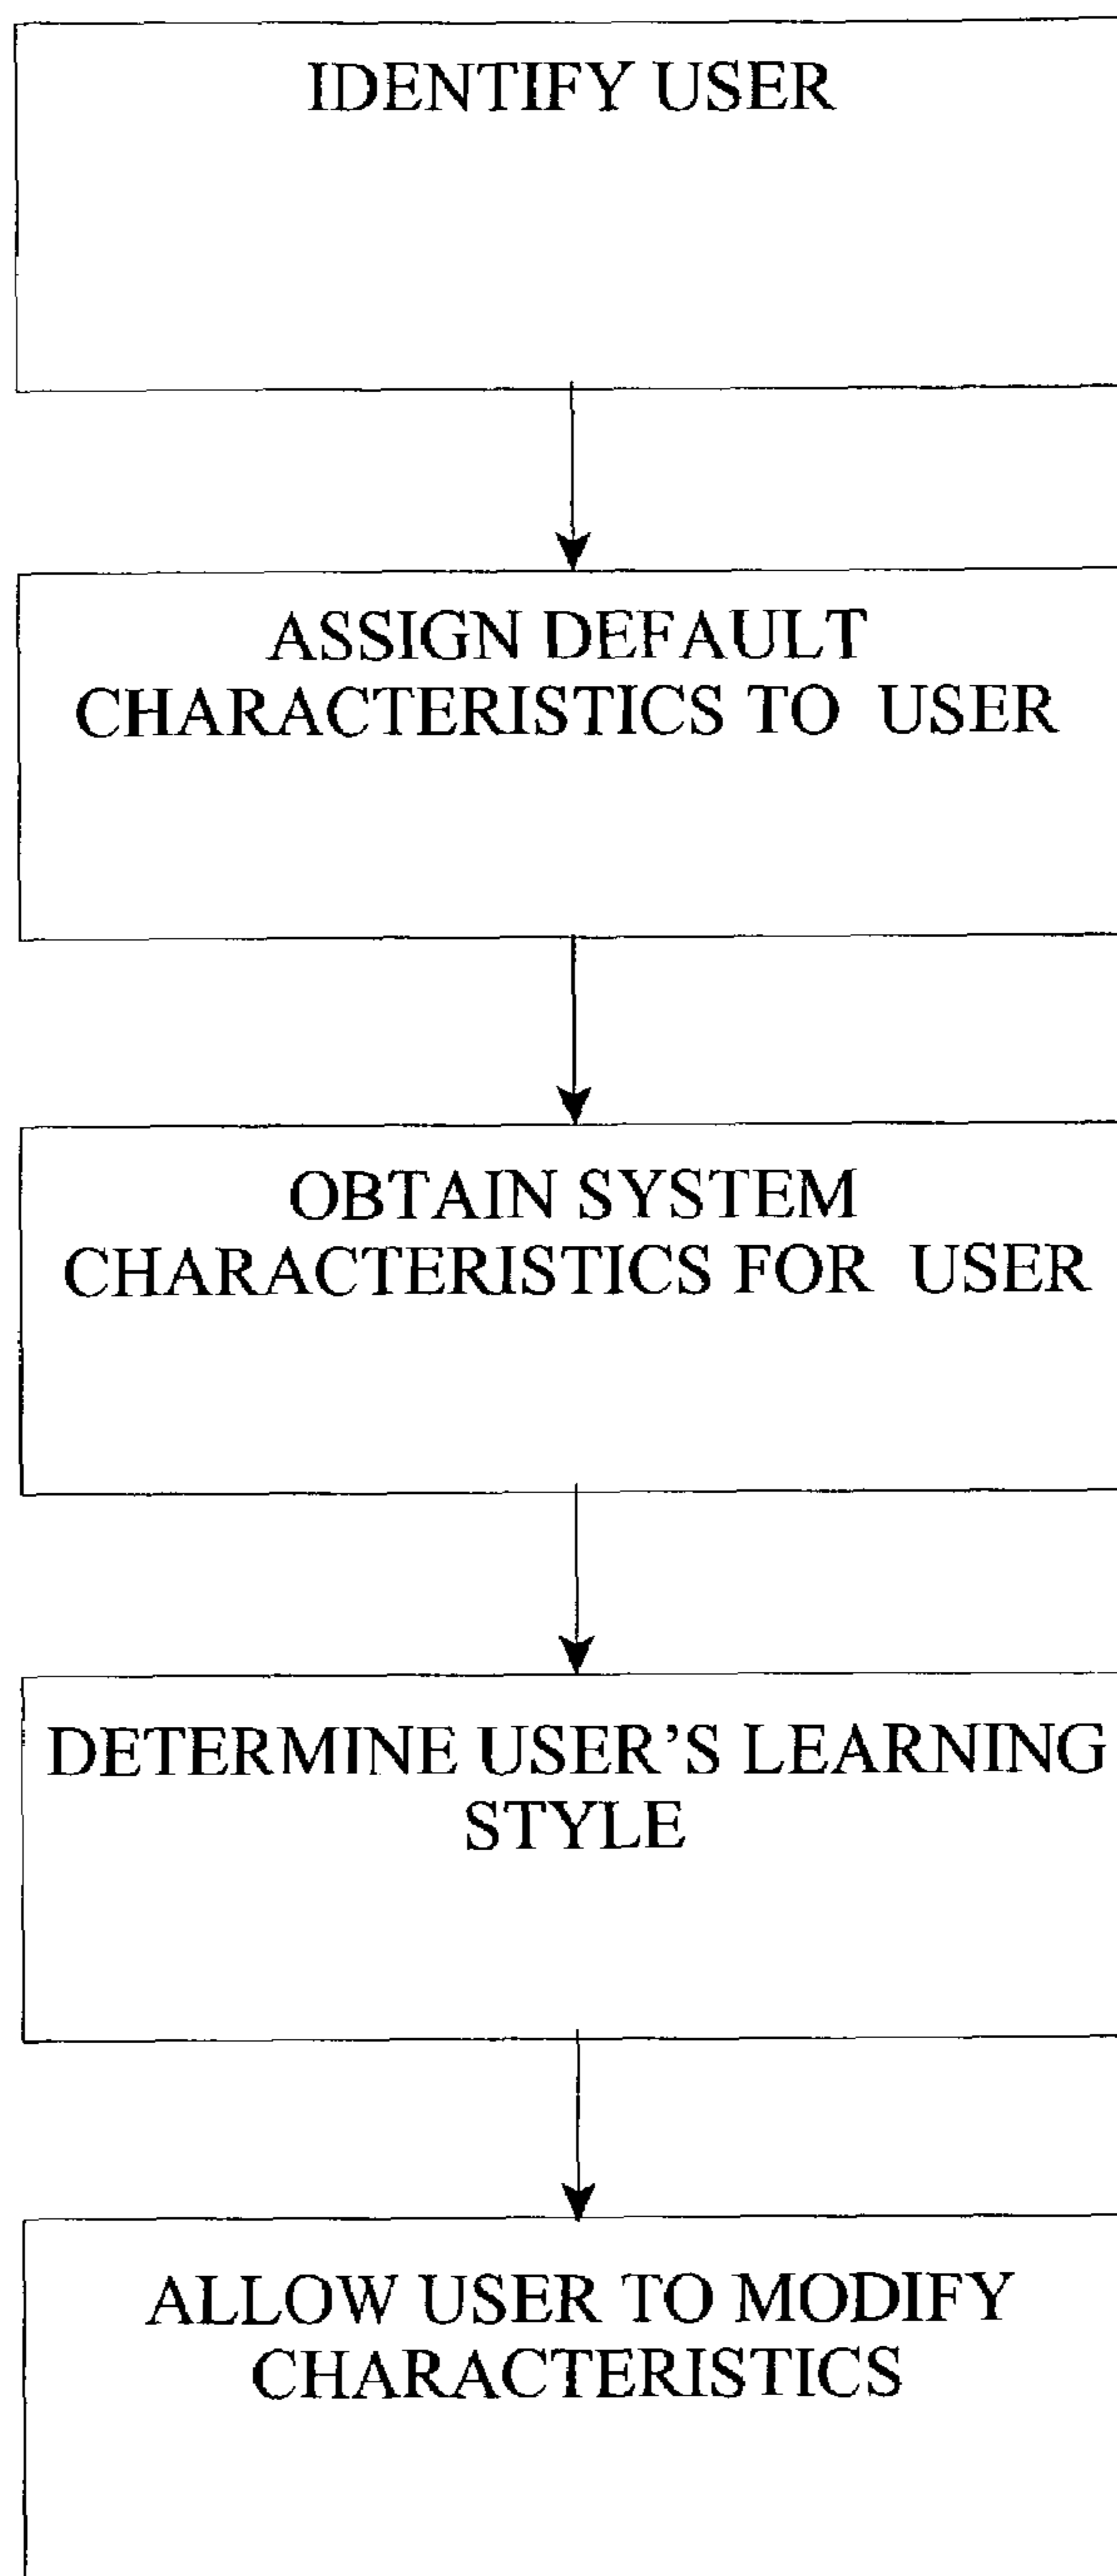 IDENTIFY USER
ASSIGN DEFAULT
CHARACTERISTICS TO USER
OBTAIN SYSTEM
CHARACTERISTICS FOR USER
DETERMINE USER'S LEARNING
STYLE
ALLOW USER TO MODIFY
CHARACTERISTICS